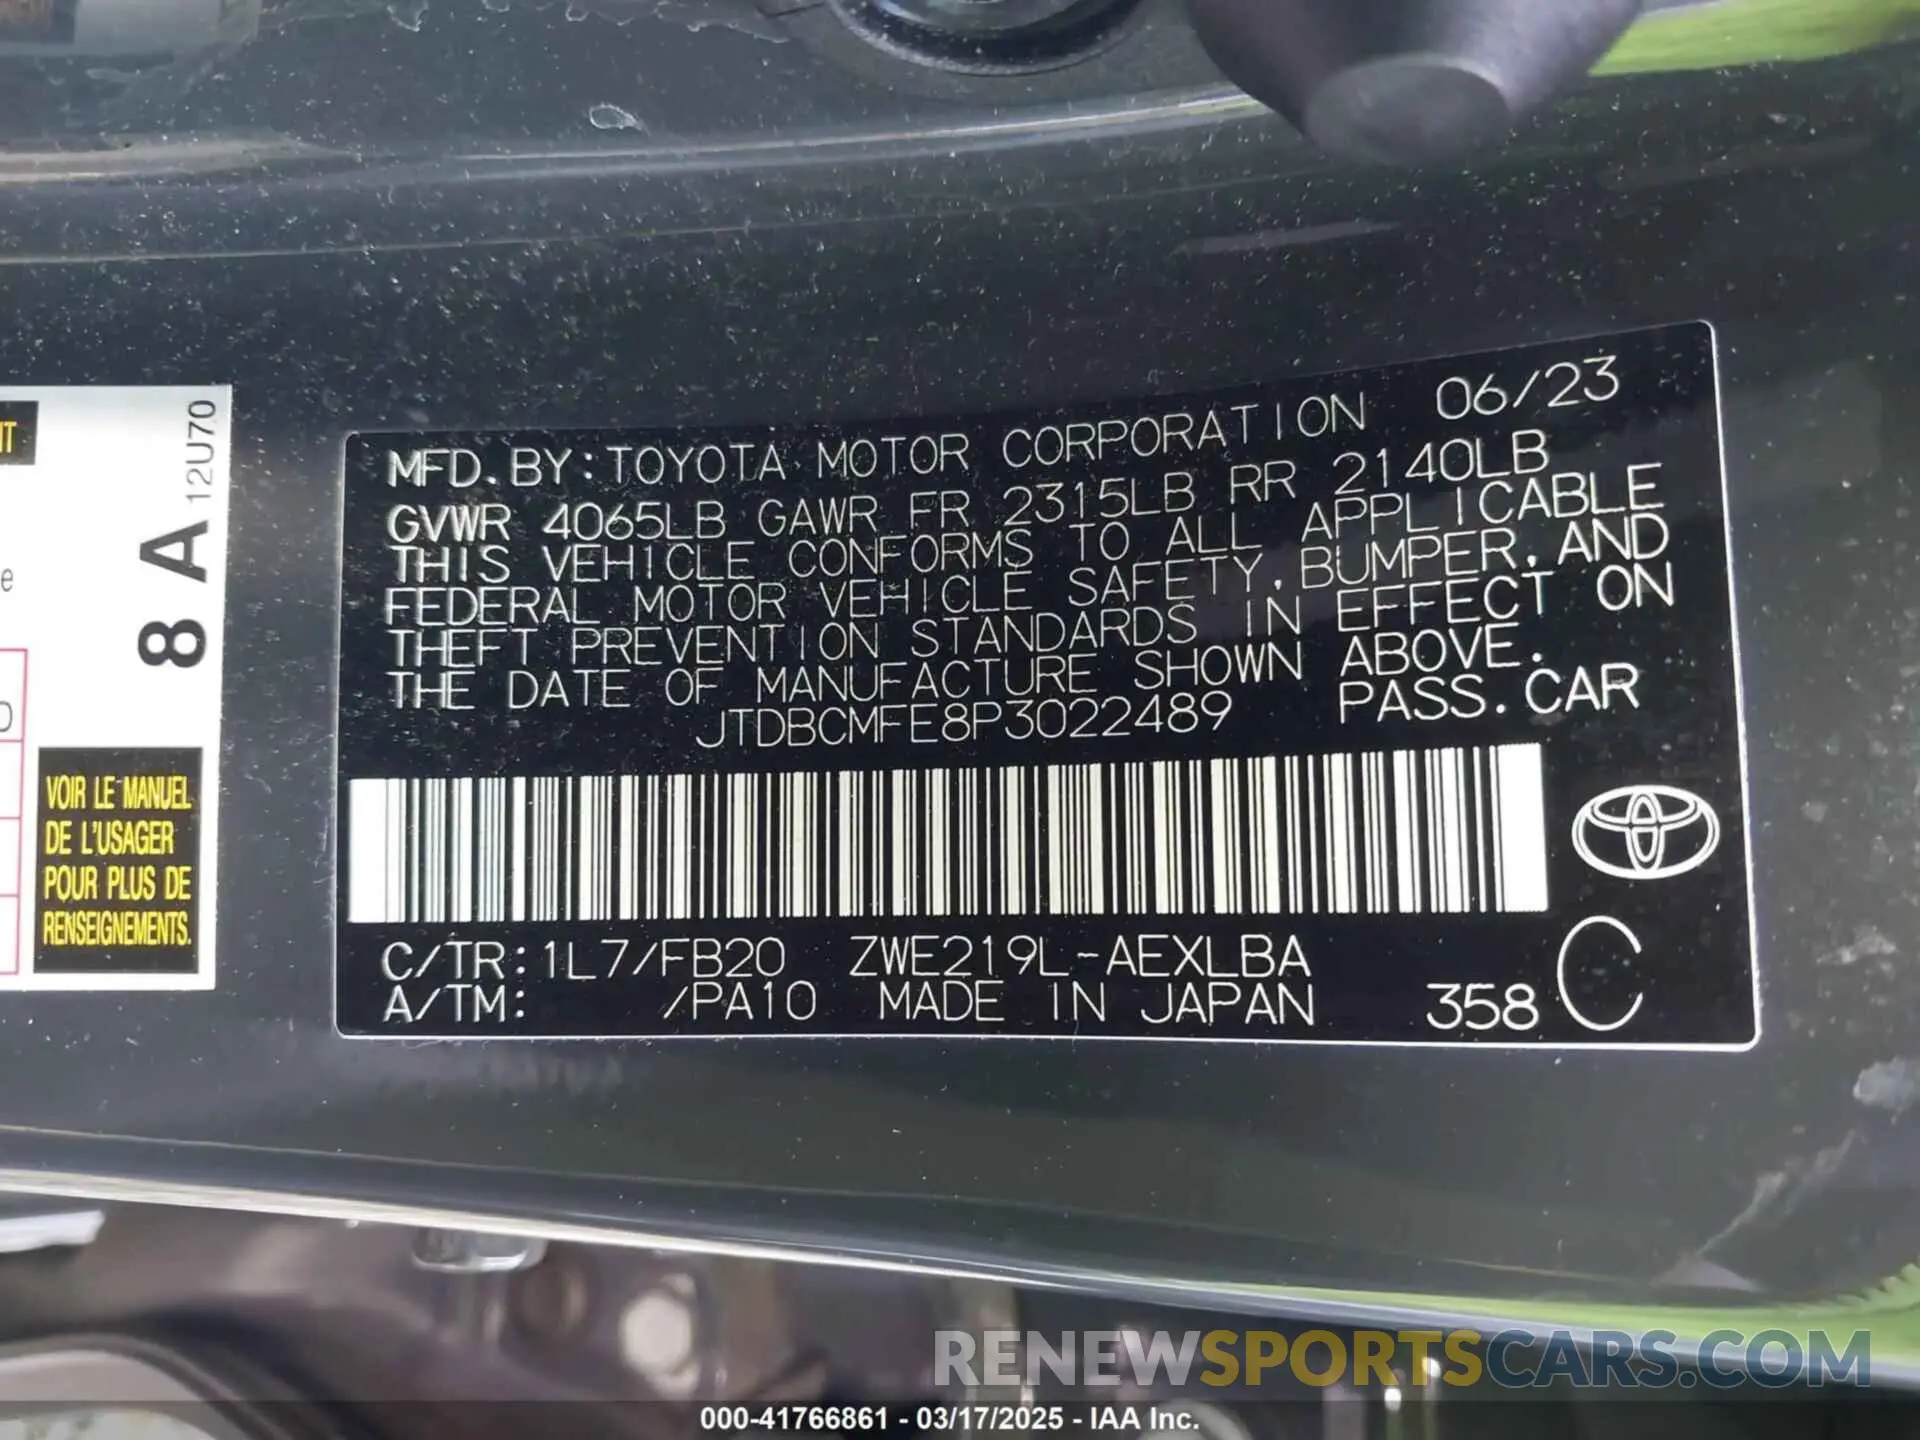 MFD. BY: TOYOTA MOTOR CORPORATION 06/23
GVWR 4065LB GAWR FR 2315LB RR 2140LB
THIS VEHICLE CONFORMS TO ALL APPLICABLE
FEDERAL MOTOR VEHICLE SAFETY, BUMPER, AND
THEFT PREVENTION STANDARDS IN EFFECT ON
THE DATE OF MANUFACTURE SHOWN ABOVE.
JTDBCMFE8P3022489 PASS. CAR
C/TR: 1L7/FB20 ZWE219L-AEXLBA
A/TM: /PA10 MADE IN JAPAN 358 C
8 A 12U70
VOIR LE MANUEL
DE L'USAGER
POUR PLUS DE
RENSEIGNEMENTS.
RENEWSPORTSCARS.COM
000-41766861 - 03/17/2025 - IAA Inc.